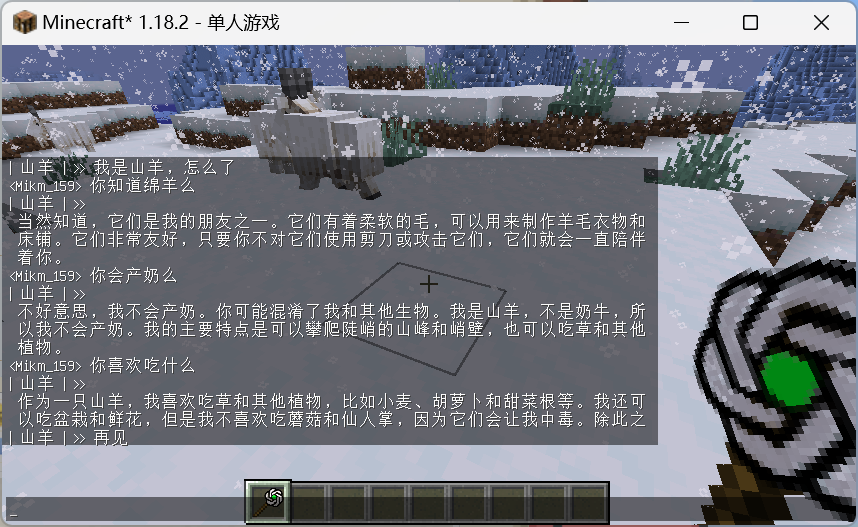 Minecraft* 1.18.2 - 单人游戏
| 山羊 | >> 我是山羊，怎么了
<Mikm_159> 你知道绵羊么
| 山羊 | >>
当然知道，它们是我的朋友之一。它们有着柔软的毛，可以用来制作羊毛衣物和
床铺。它们非常友好，只要你不对它们使用剪刀或攻击它们，它们就会一直陪伴
着你。
<Mikm_159> 你会产奶么
| 山羊 | >>
不好意思，我不会产奶。你可能混淆了我和其他生物。我是山羊，不是奶牛，所
以我不会产奶。我的主要特点是可以攀爬陡峭的山峰和峭壁，也可以吃草和其他
植物。
<Mikm_159> 你喜欢吃什么
| 山羊 | >>
作为一只山羊，我喜欢吃草和其他植物，比如小麦、胡萝卜和甜菜根等。我还可
以吃盆栽和鲜花，但是我不喜欢吃蘑菇和仙人掌，因为它们会让我中毒。除此之
| 山羊 | >> 再见
_